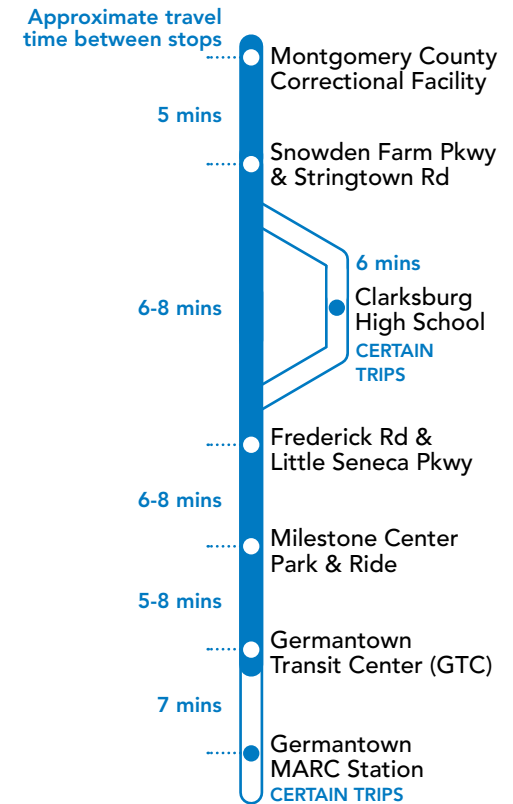 Approximate travel
time between stops
Montgomery County
Correctional Facility
5 mins
Snowden Farm Pkwy
& Stringtown Rd
6 mins
6-8 mins
Clarksburg
High School
CERTAIN
TRIPS
Frederick Rd &
Little Seneca Pkwy
6-8 mins
Milestone Center
Park & Ride
5-8 mins
Germantown
Transit Center (GTC)
7 mins
Germantown
MARC Station
CERTAIN TRIPS